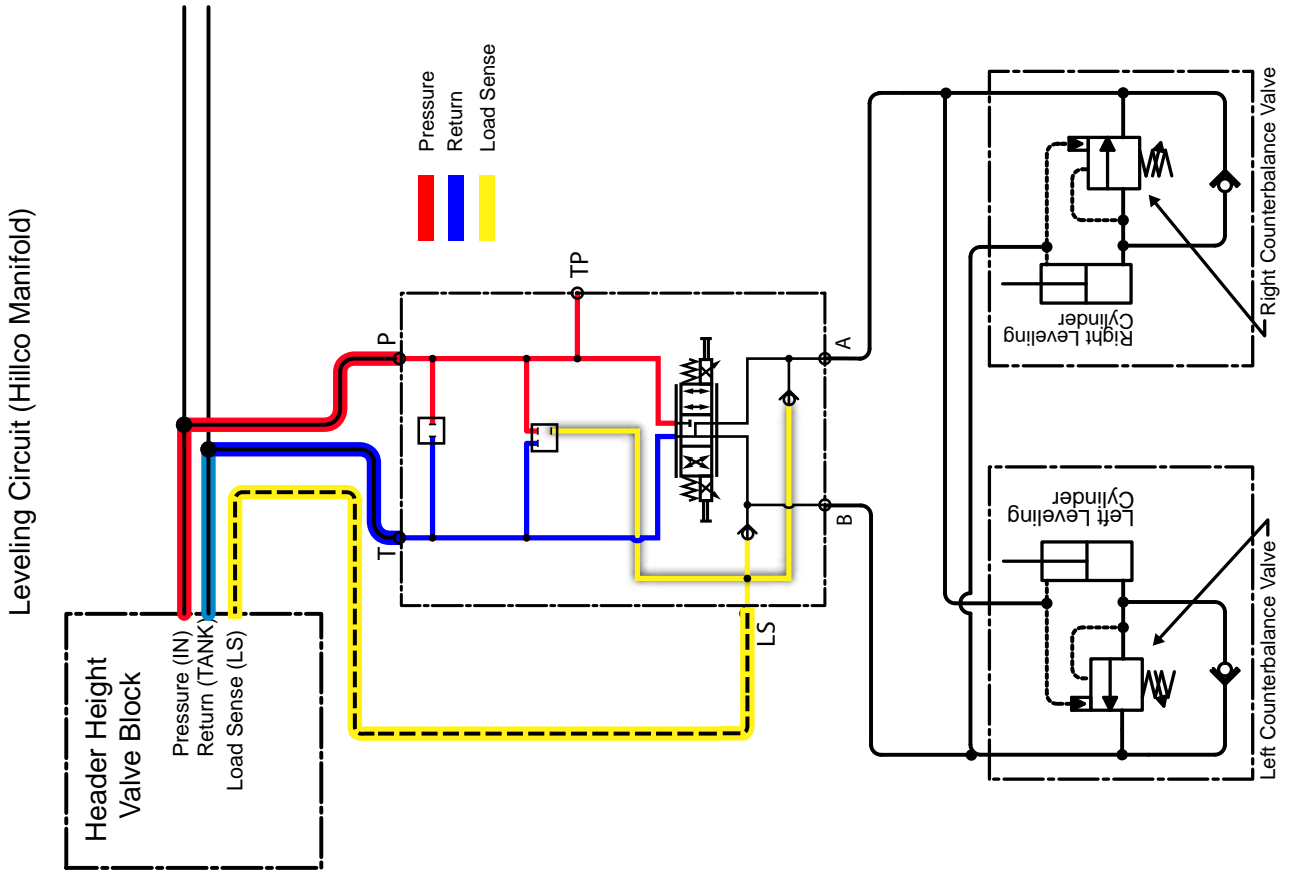 Leveling Circuit (Hillco Manifold)
Header Height
Valve Block
Pressure (IN)
Return (TANK)
Load Sense (LS)
Pressure
Return
Load Sense
P
T
TP
LS
A
B
Right Leveling
Cylinder
Right Counterbalance Valve
Left Leveling
Cylinder
Left Counterbalance Valve